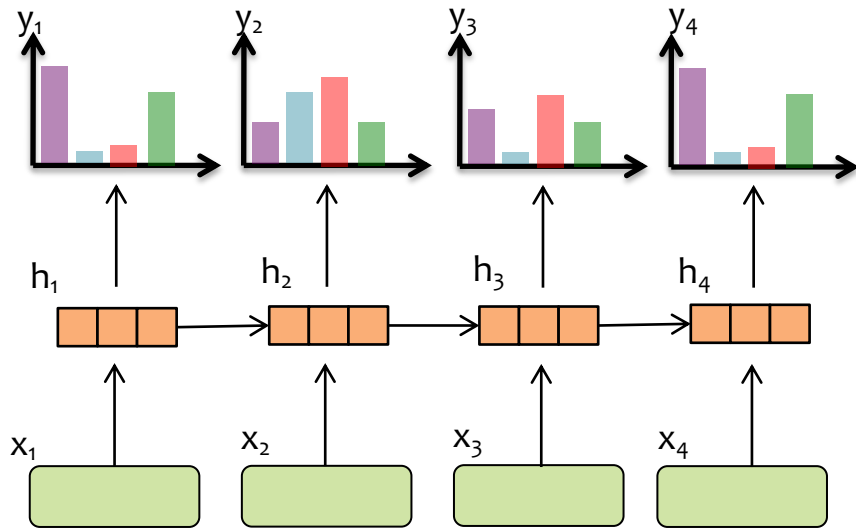 y₁ y₂ y₃ y₄
h₁ h₂ h₃ h₄
x₁ x₂ x₃ x₄